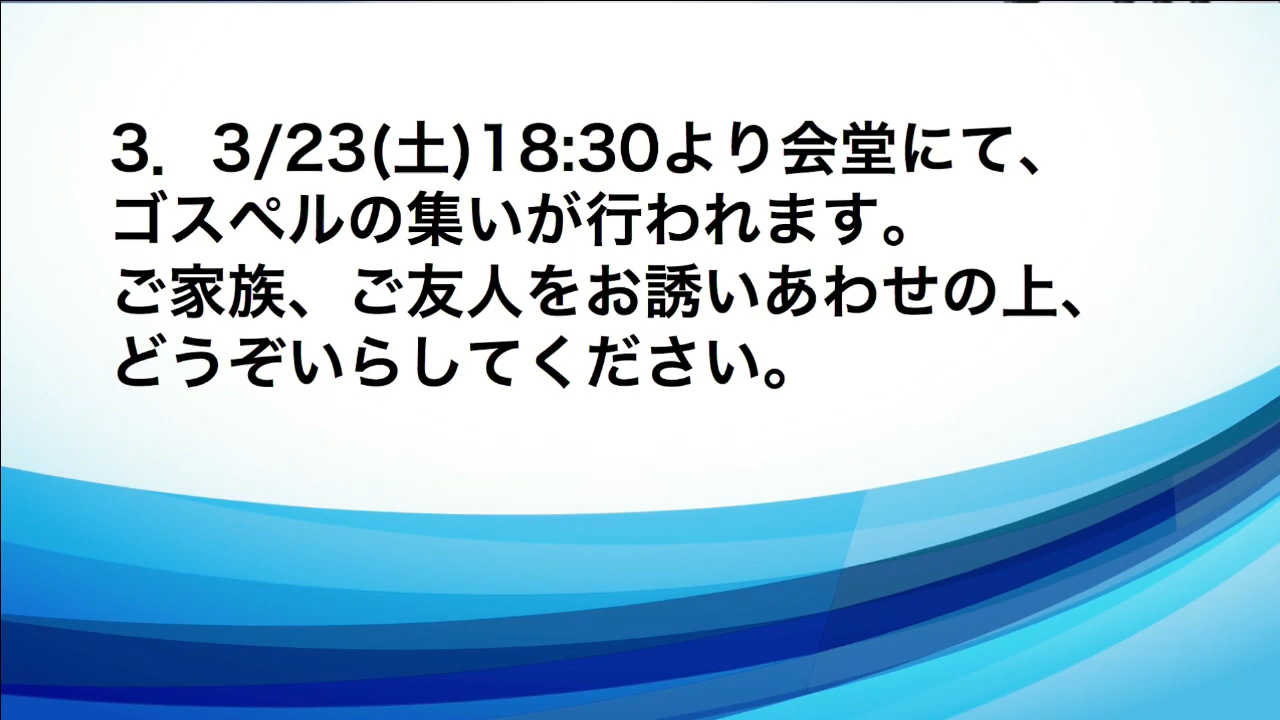 3． 3/23(土)18:30より会堂にて、
ゴスペルの集いが行われます。
ご家族、ご友人をお誘いあわせの上、
どうぞいらしてください。